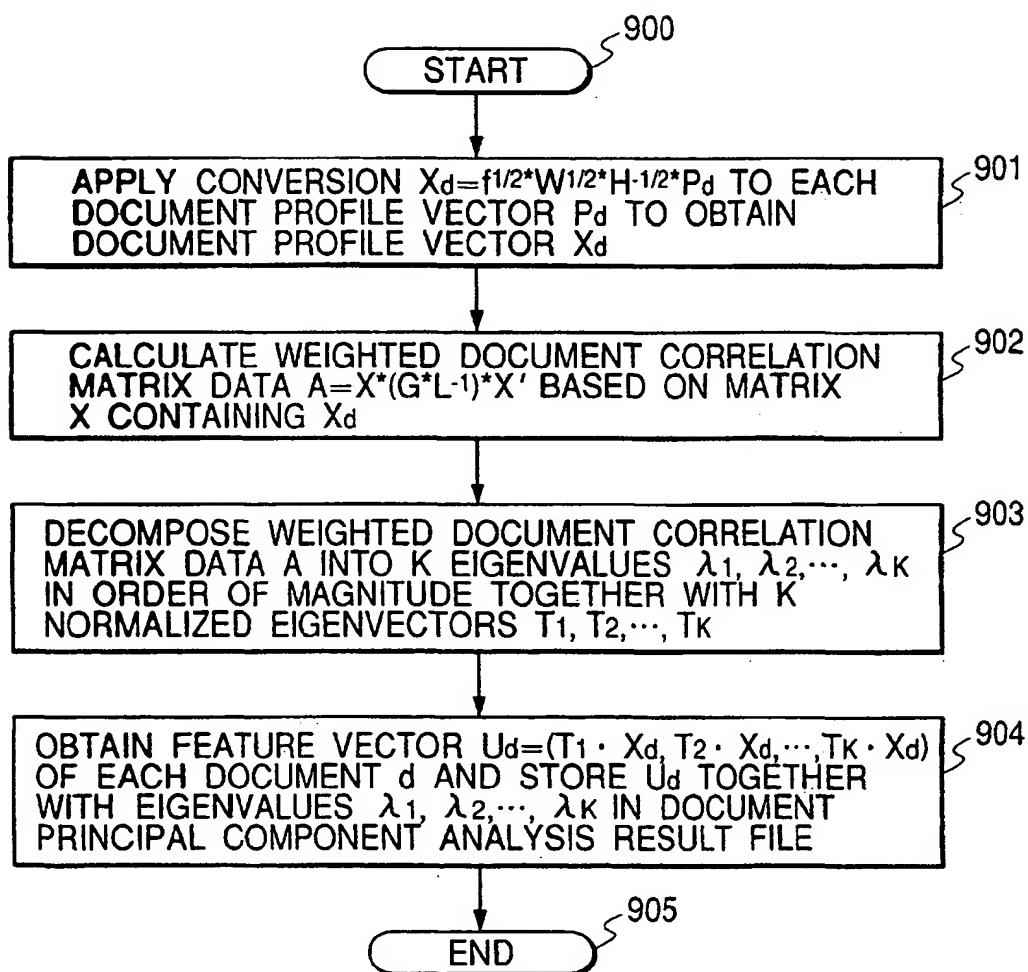 900
START
901
APPLY CONVERSION Xd=f1/2*W1/2*H-1/2*Pd TO EACH
DOCUMENT PROFILE VECTOR Pd TO OBTAIN
DOCUMENT PROFILE VECTOR Xd
902
CALCULATE WEIGHTED DOCUMENT CORRELATION
MATRIX DATA A=X*(G*L-1)*X' BASED ON MATRIX
X CONTAINING Xd
903
DECOMPOSE WEIGHTED DOCUMENT CORRELATION
MATRIX DATA A INTO K EIGENVALUES λ1, λ2,···, λK
IN ORDER OF MAGNITUDE TOGETHER WITH K
NORMALIZED EIGENVECTORS T1, T2,···, TK
904
OBTAIN FEATURE VECTOR Ud=(T1 · Xd, T2 · Xd,···, TK · Xd)
OF EACH DOCUMENT d AND STORE Ud TOGETHER
WITH EIGENVALUES λ1, λ2,···, λK IN DOCUMENT
PRINCIPAL COMPONENT ANALYSIS RESULT FILE
905
END